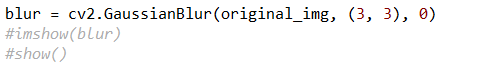 blur = cv2.GaussianBlur(original_img, (3, 3), 0)
#imshow(blur)
#show()